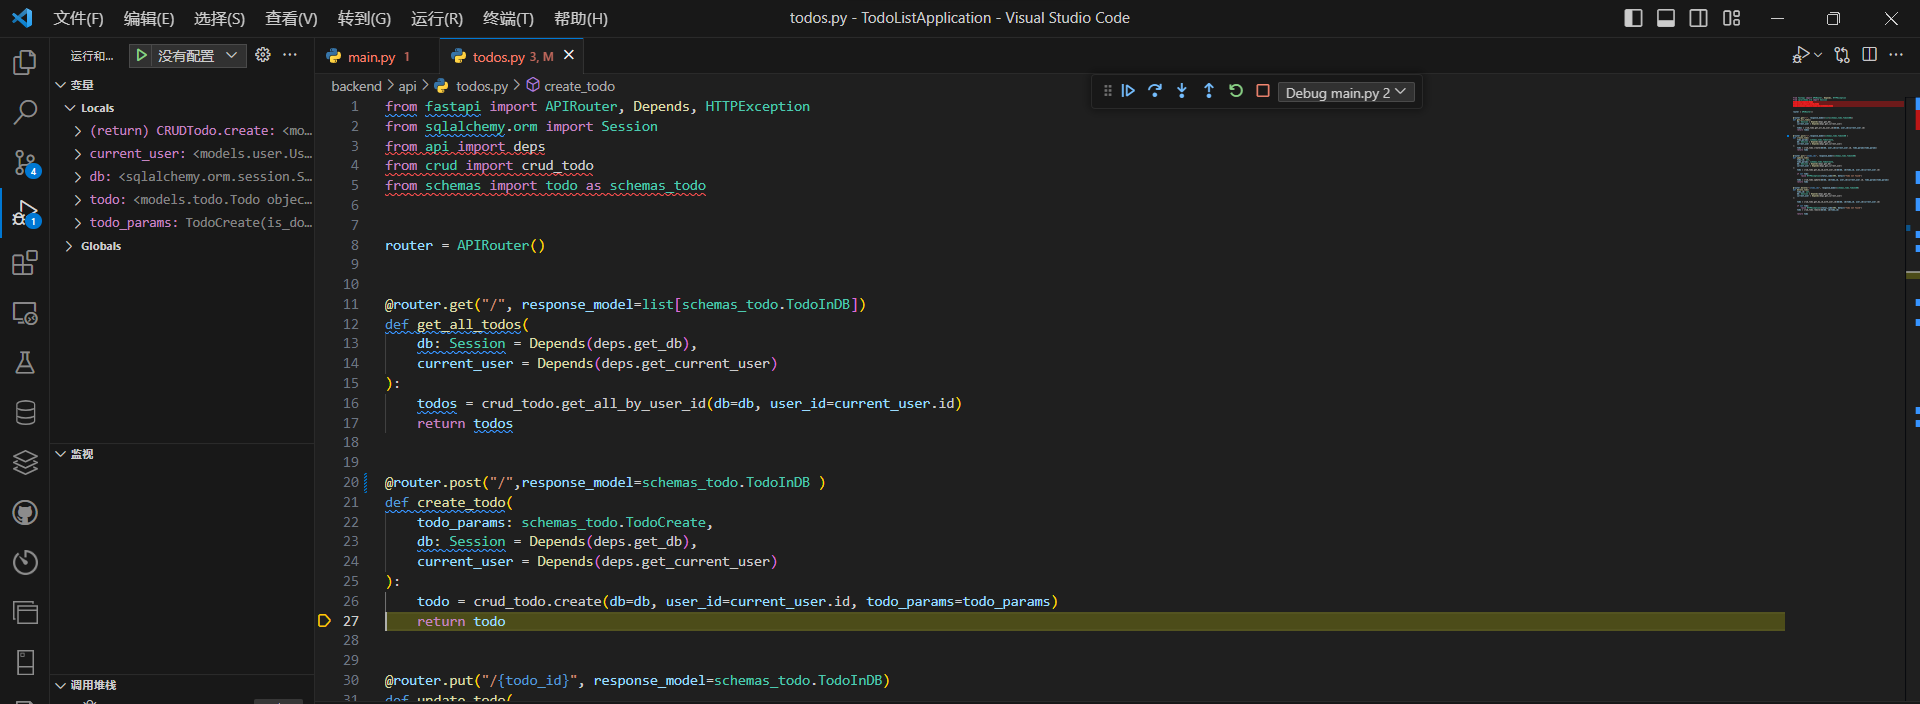 文件(F) 编辑(E) 选择(S) 查看(V) 转到(G) 运行(R) 终端(T) 帮助(H)
todos.py - TodoListApplication - Visual Studio Code
运行和...
没有配置
main.py 1
todos.py 3, M
backend > api > todos.py > create_todo
Debug main.py 2
变量
Locals
(return) CRUDTodo.create: <mo...
current_user: <models.user.Us...
db: <sqlalchemy.orm.session.S...
todo: <models.todo.Todo objec...
todo_params: TodoCreate(is_do...
Globals
监视
调用堆栈
4
1
1 from fastapi import APIRouter, Depends, HTTPException
2 from sqlalchemy.orm import Session
3 from api import deps
4 from crud import crud_todo
5 from schemas import todo as schemas_todo
6
7
8 router = APIRouter()
9
10
11 @router.get("/", response_model=list[schemas_todo.TodoInDB])
12 def get_all_todos(
13     db: Session = Depends(deps.get_db),
14     current_user = Depends(deps.get_current_user)
15 ):
16     todos = crud_todo.get_all_by_user_id(db=db, user_id=current_user.id)
17     return todos
18
19
20 @router.post("/",response_model=schemas_todo.TodoInDB )
21 def create_todo(
22     todo_params: schemas_todo.TodoCreate,
23     db: Session = Depends(deps.get_db),
24     current_user = Depends(deps.get_current_user)
25 ):
26     todo = crud_todo.create(db=db, user_id=current_user.id, todo_params=todo_params)
27     return todo
28
29
30 @router.put("/{todo_id}", response_model=schemas_todo.TodoInDB)
31 def update_todo(